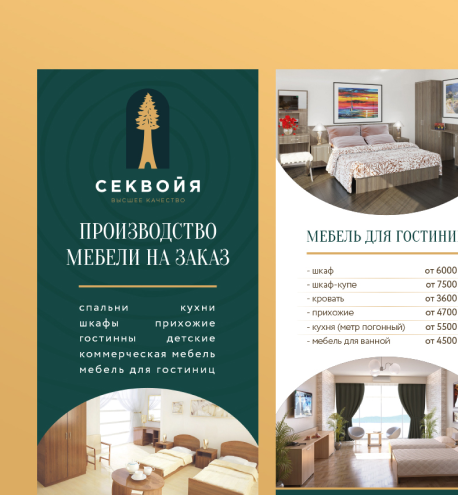 СЕКВОЙЯ
ВЫСШЕЕ КАЧЕСТВО
ПРОИЗВОДСТВО
МЕБЕЛИ НА ЗАКАЗ
спальни кухни
шкафы прихожие
гостинны детские
коммерческая мебель
мебель для гостиниц
МЕБЕЛЬ ДЛЯ ГОСТИНИ
- шкаф от 6000
- шкаф-купе от 7500
- кровать от 3600
- прихожие от 4700
- кухня (метр погонный) от 5500
- мебель для ванной от 4500